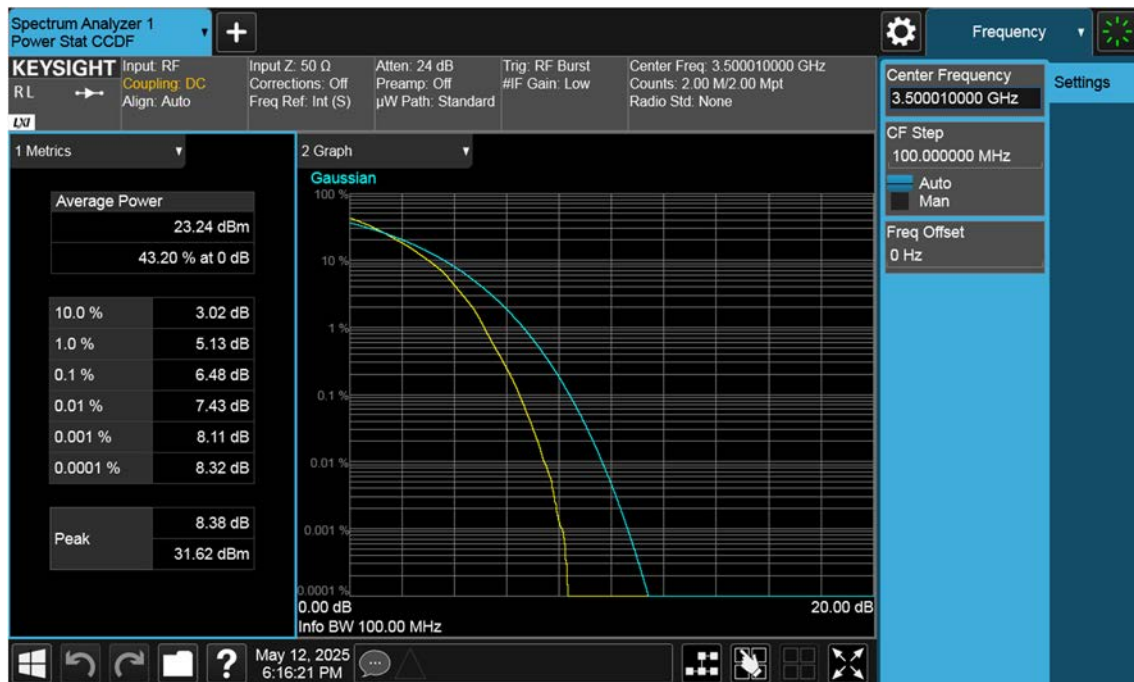 Spectrum Analyzer 1
Power Stat CCDF
Frequency
KEYSIGHT
RL
LXI
Input: RF
Coupling: DC
Align: Auto
Input Z: 50 Ω
Corrections: Off
Freq Ref: Int (S)
Atten: 24 dB
Preamp: Off
µW Path: Standard
Trig: RF Burst
#IF Gain: Low
Center Freq: 3.500010000 GHz
Counts: 2.00 M/2.00 Mpt
Radio Std: None
Center Frequency
3.500010000 GHz
Settings
CF Step
100.000000 MHz
Auto
Man
Freq Offset
0 Hz
1 Metrics
Average Power
23.24 dBm
43.20 % at 0 dB
10.0 % 3.02 dB
1.0 % 5.13 dB
0.1 % 6.48 dB
0.01 % 7.43 dB
0.001 % 8.11 dB
0.0001 % 8.32 dB
Peak
8.38 dB
31.62 dBm
2 Graph
Gaussian
100 %
10 %
1 %
0.1 %
0.01 %
0.001 %
0.0001 %
0.00 dB 20.00 dB
Info BW 100.00 MHz
?
May 12, 2025
6:16:21 PM